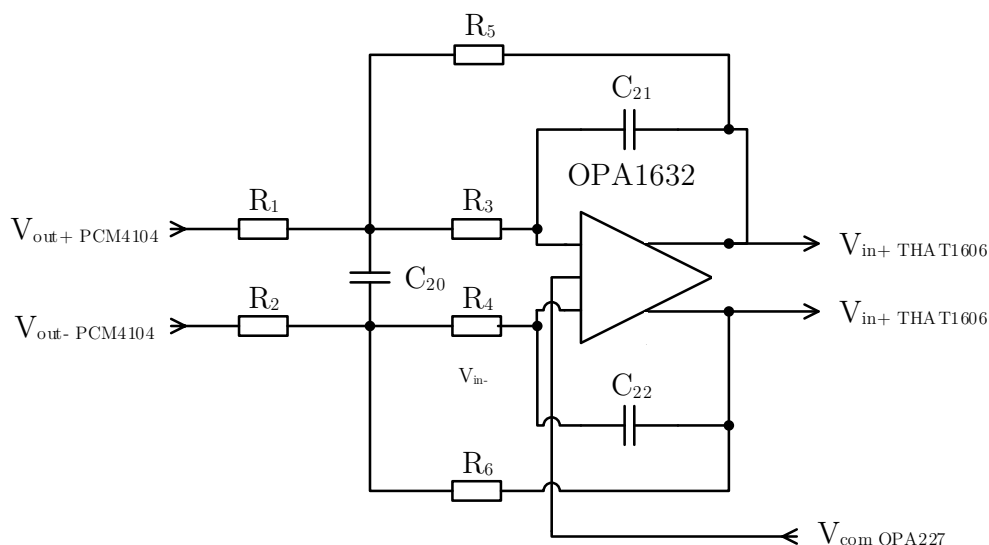 R5
C21
OPA1632
R1
R3
Vout+ PCM4104
Vin+ THAT1606
C20
R2
R4
Vout- PCM4104
Vin+ THAT1606
Vin-
C22
R6
Vcom OPA227